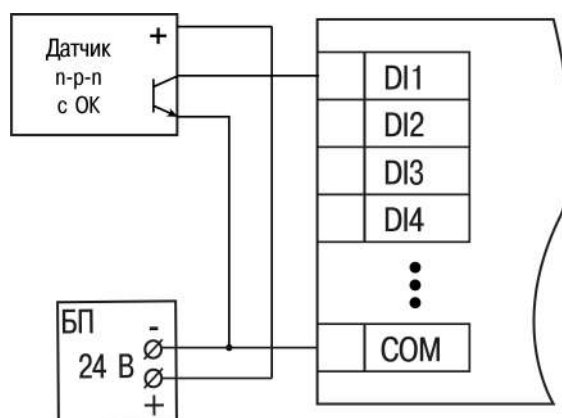 Датчик
n-p-n
с ОК
+
DI1
DI2
DI3
DI4
COM
БП
-
24 В
+